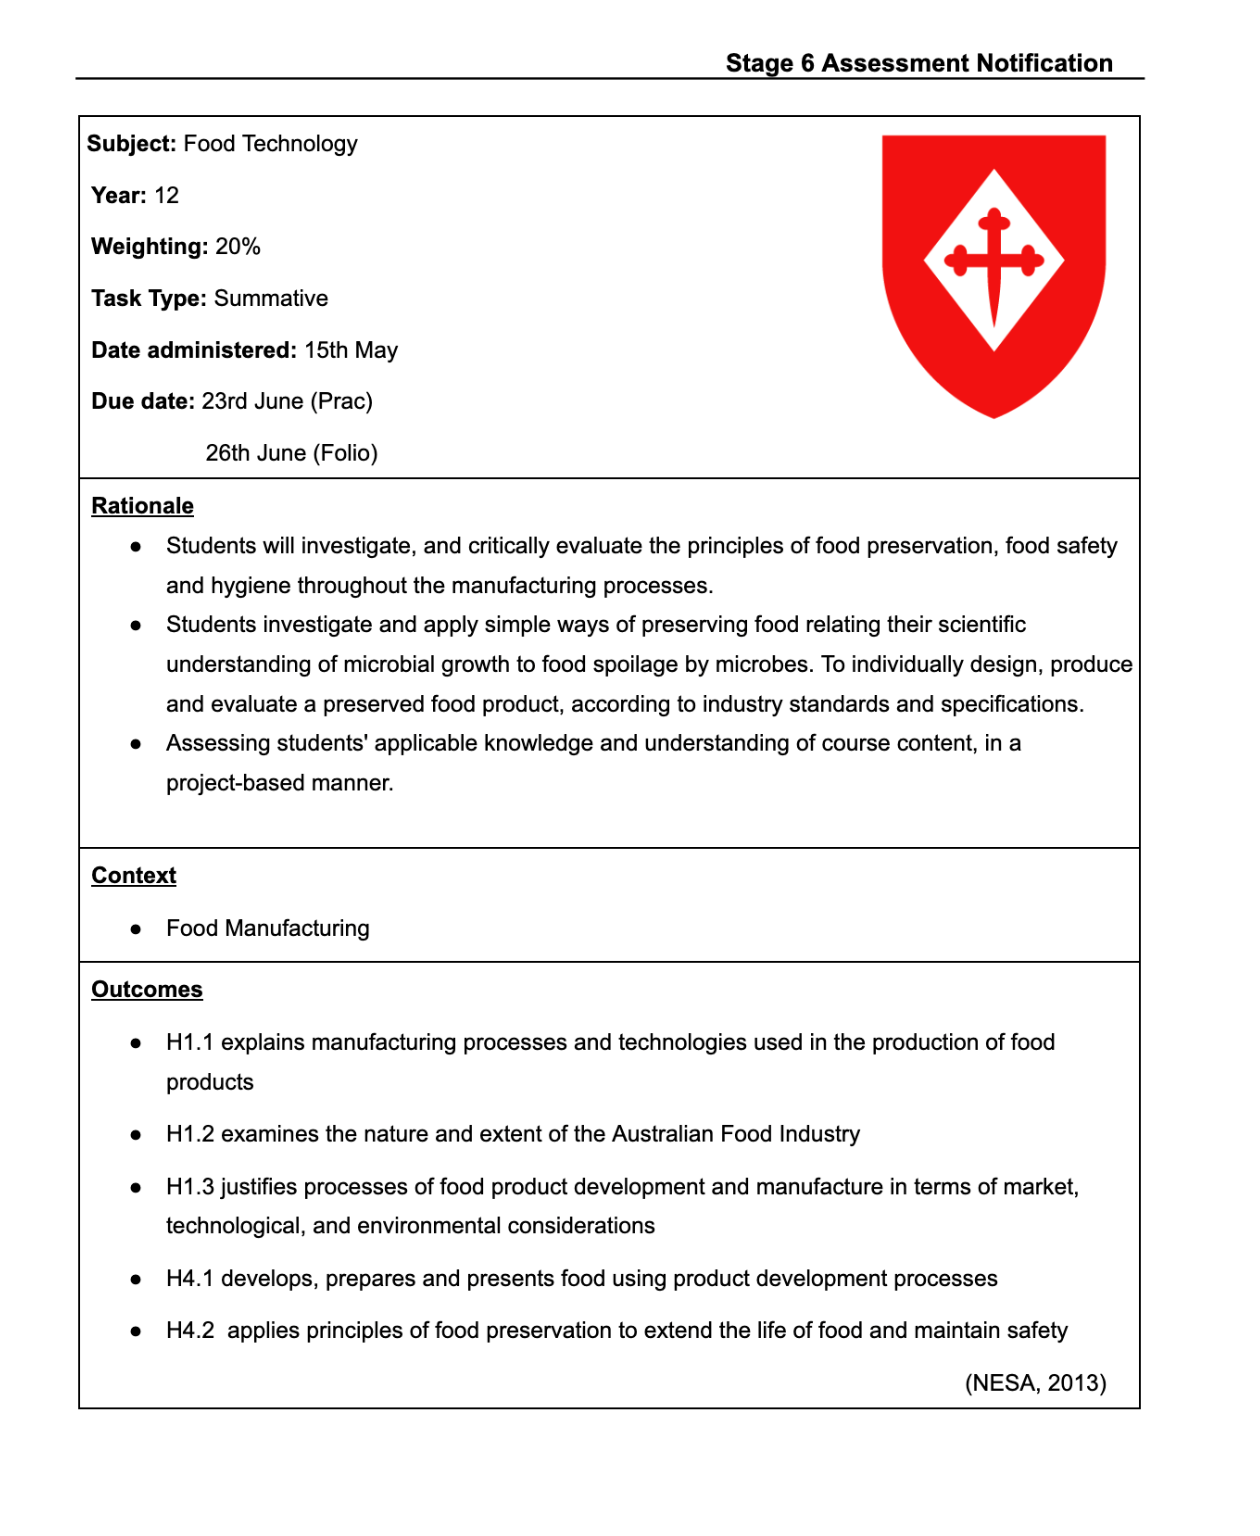 Stage 6 Assessment Notification
Subject: Food Technology
Year: 12
Weighting: 20%
Task Type: Summative
Date administered: 15th May
Due date: 23rd June (Prac)
26th June (Folio)
Rationale
● Students will investigate, and critically evaluate the principles of food preservation, food safety
and hygiene throughout the manufacturing processes.
● Students investigate and apply simple ways of preserving food relating their scientific
understanding of microbial growth to food spoilage by microbes. To individually design, produce
and evaluate a preserved food product, according to industry standards and specifications.
● Assessing students' applicable knowledge and understanding of course content, in a
project-based manner.
Context
● Food Manufacturing
Outcomes
● H1.1 explains manufacturing processes and technologies used in the production of food
products
● H1.2 examines the nature and extent of the Australian Food Industry
● H1.3 justifies processes of food product development and manufacture in terms of market,
technological, and environmental considerations
● H4.1 develops, prepares and presents food using product development processes
● H4.2  applies principles of food preservation to extend the life of food and maintain safety
(NESA, 2013)